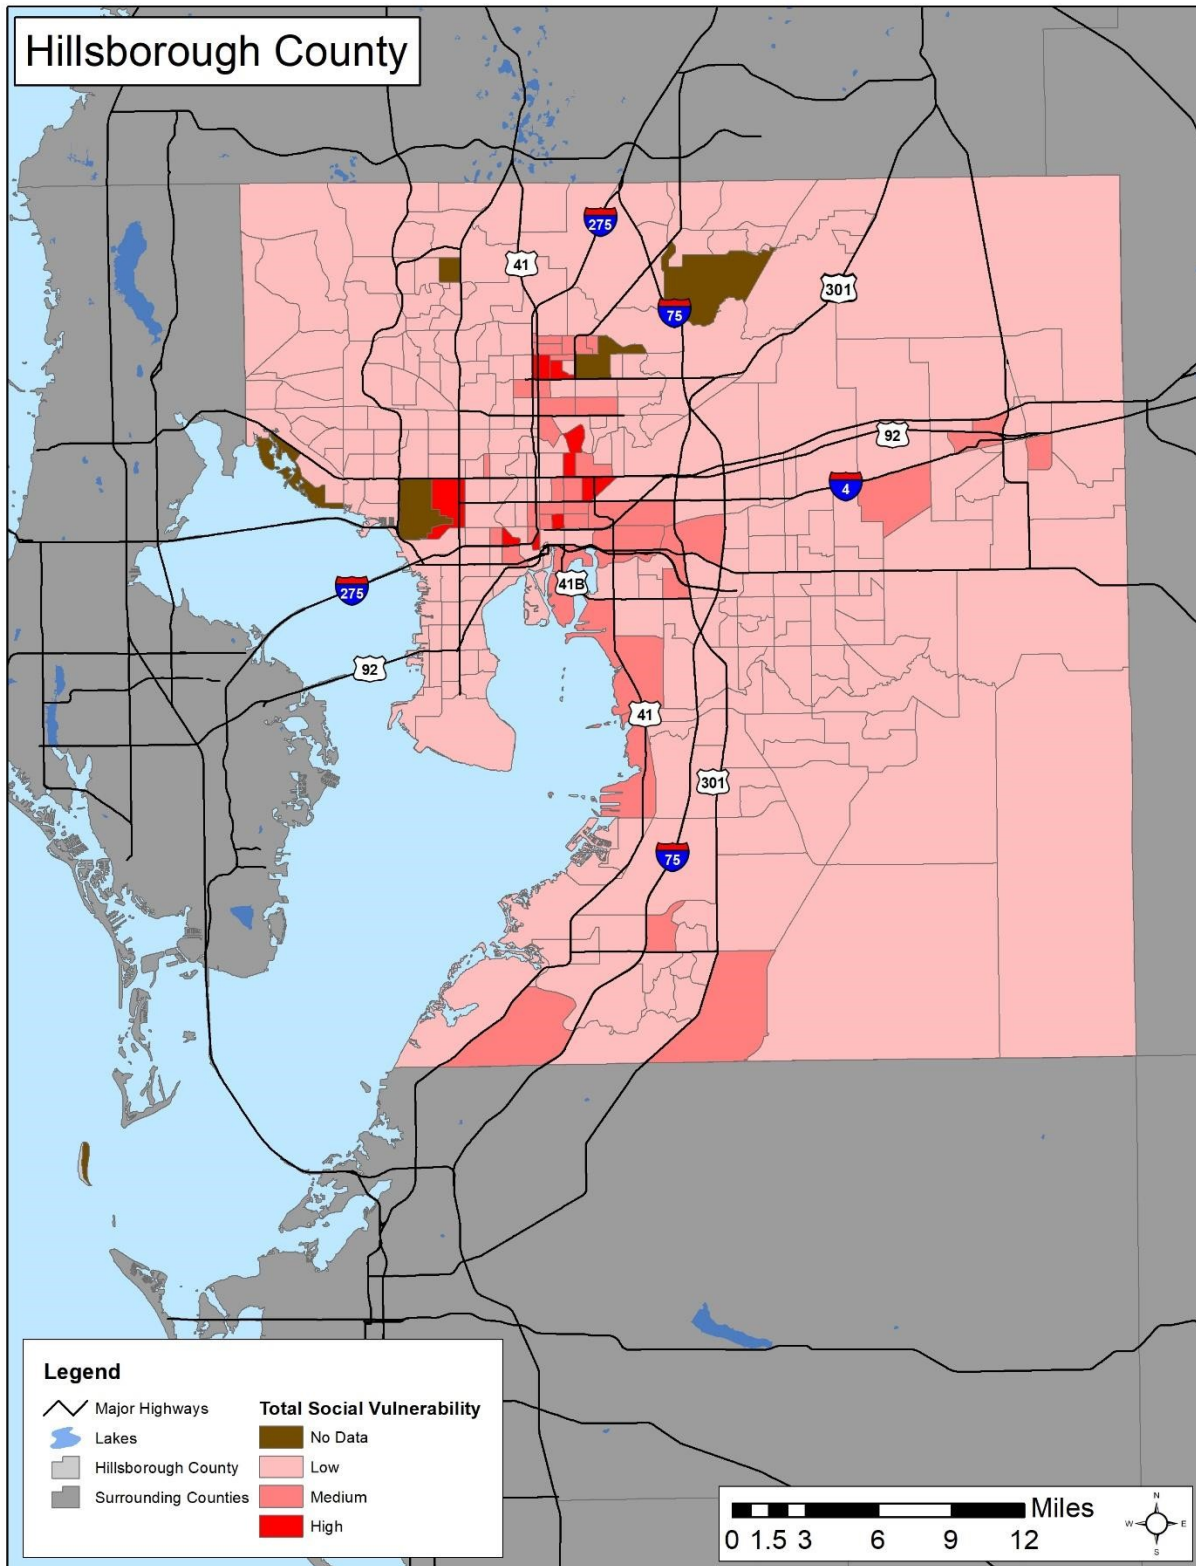 Hillsborough County
275
41
301
75
92
4
41B
275
92
41
301
75
Legend
Major Highways
Lakes
Hillsborough County
Surrounding Counties
Total Social Vulnerability
No Data
Low
Medium
High
Miles
0 1.5 3 6 9 12
N
W E
S